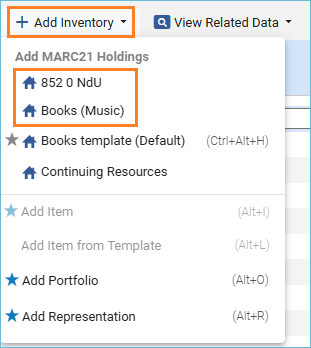 Add Inventory View Related Data
Add MARC21 Holdings
852 0 NdU
Books (Music)
Books template (Default) (Ctrl+Alt+H)
Continuing Resources
Add Item (Alt+I)
Add Item from Template (Alt+L)
Add Portfolio (Alt+O)
Add Representation (Alt+R)